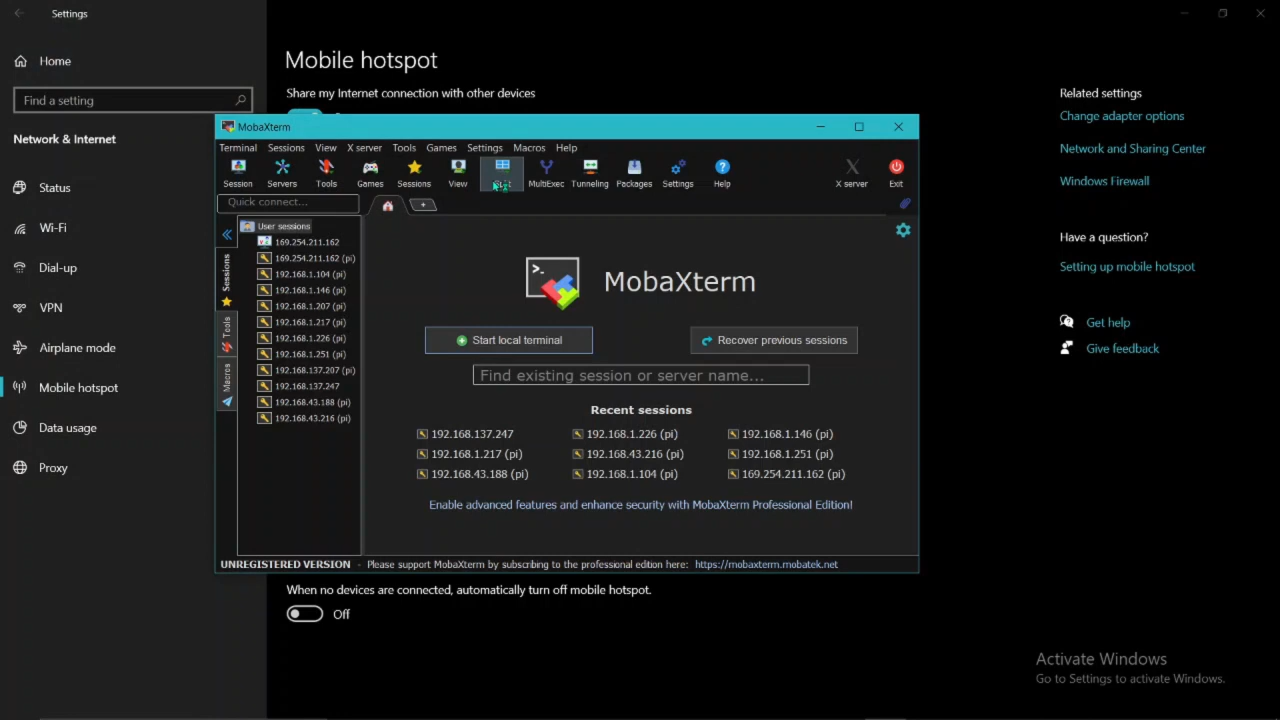 Settings
Home
Find a setting
Network & Internet
Status
Wi-Fi
Dial-up
VPN
Airplane mode
Mobile hotspot
Data usage
Proxy
Mobile hotspot
Share my Internet connection with other devices
MobaXterm
Terminal Sessions View X server Tools Games Settings Macros Help
Session Servers Tools Games Sessions View MultiExec Tunneling Packages Settings Help X server Exit
Quick connect...
Sessions
Tools
Macros
User sessions
169.254.211.162
169.254.211.162 (pi)
192.168.1.104 (pi)
192.168.1.146 (pi)
192.168.1.207 (pi)
192.168.1.217 (pi)
192.168.1.226 (pi)
192.168.1.251 (pi)
192.168.137.207 (pi)
192.168.137.247
192.168.43.188 (pi)
192.168.43.216 (pi)
MobaXterm
Start local terminal
Recover previous sessions
Find existing session or server name...
Recent sessions
192.168.137.247 192.168.1.226 (pi) 192.168.1.146 (pi)
192.168.1.217 (pi) 192.168.43.216 (pi) 192.168.1.251 (pi)
192.168.43.188 (pi) 192.168.1.104 (pi) 169.254.211.162 (pi)
Enable advanced features and enhance security with MobaXterm Professional Edition!
UNREGISTERED VERSION - Please support MobaXterm by subscribing to the professional edition here: https://mobaxterm.mobatek.net
When no devices are connected, automatically turn off mobile hotspot.
Off
Related settings
Change adapter options
Network and Sharing Center
Windows Firewall
Have a question?
Setting up mobile hotspot
Get help
Give feedback
Activate Windows
Go to Settings to activate Windows.